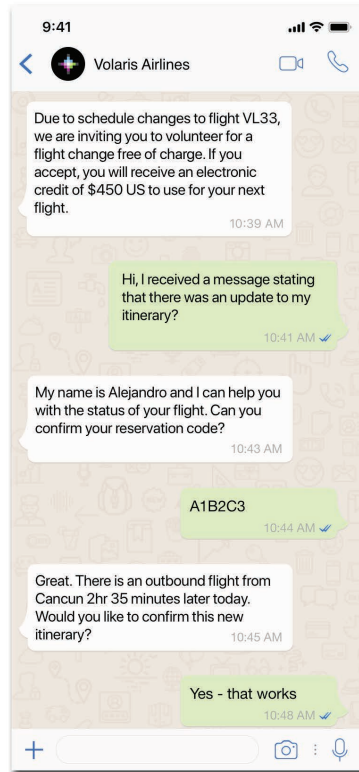 9:41
Volaris Airlines
Due to schedule changes to flight VL33,
we are inviting you to volunteer for a
flight change free of charge. If you
accept, you will receive an electronic
credit of $450 US to use for your next
flight.
10:39 AM
Hi, I received a message stating
that there was an update to my
itinerary?
10:41 AM
My name is Alejandro and I can help you
with the status of your flight. Can you
confirm your reservation code?
10:43 AM
A1B2C3
10:44 AM
Great. There is an outbound flight from
Cancun 2hr 35 minutes later today.
Would you like to confirm this new
itinerary?
10:45 AM
Yes - that works
10:48 AM